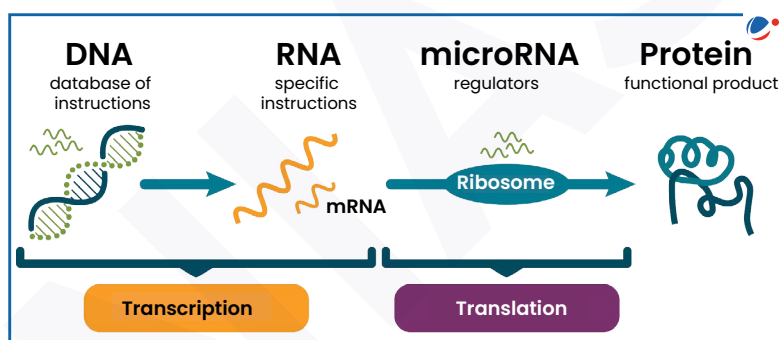 DNA
database of
instructions
RNA
specific
instructions
microRNA
regulators
Protein
functional product
mRNA
Ribosome
Transcription
Translation